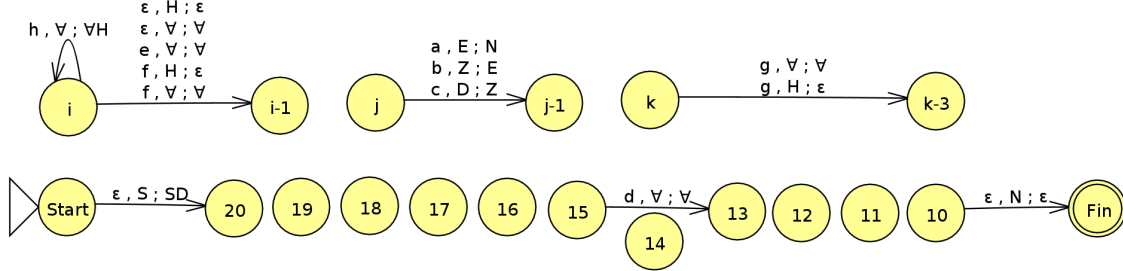 ε , H ; ε
h , ∀ ; ∀H
ε , ∀ ; ∀
e , ∀ ; ∀
f , H ; ε
f , ∀ ; ∀
i
i-1
a , E ; N
b , Z ; E
c , D ; Z
j
j-1
g , ∀ ; ∀
g , H ; ε
k
k-3
Start
ε , S ; SD
20
19
18
17
16
15
d , ∀ ; ∀
14
13
12
11
10
ε , N ; ε
Fin